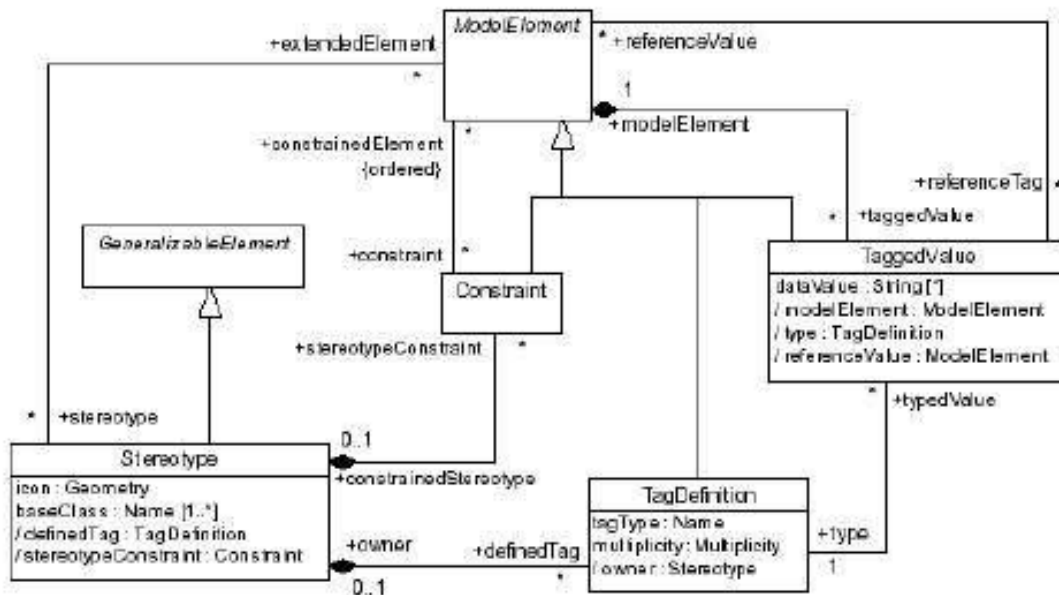 ModelElement
+extendedElement
*
* +referenceValue
1
+modelElement
*
+constrainedElement
{ordered}
+referenceTag *
* +taggedValue
GeneralizableElement
+constraint *
Constraint
TaggedValue
dataValue : String [*]
/ modelElement : ModelElement
/ type : TagDefinition
/ referenceValue : ModelElement
+stereotypeConstraint *
* +typedValue
* +stereotype
0..1
+constrainedStereotype
Stereotype
icon : Geometry
baseClass : Name [1..*]
/ definedTag : TagDefinition
/ stereotypeConstraint : Constraint
TagDefinition
tagType : Name
multiplicity : Multiplicity
/ owner : Stereotype
+type
1
+owner
0..1
+definedTag
*